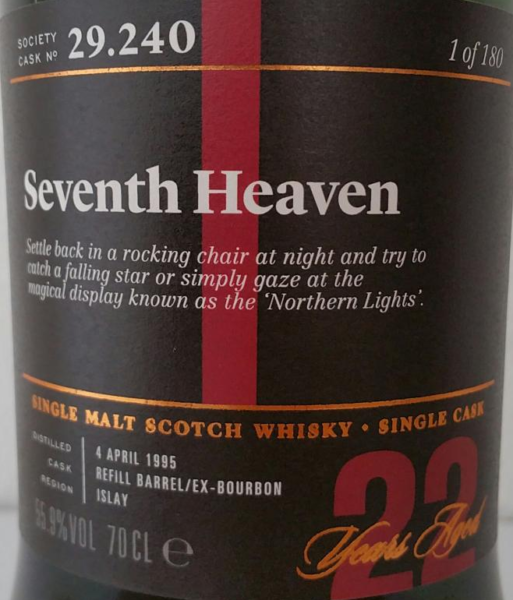 SOCIETY
CASK Nº 29.240
1 of 180
Seventh Heaven
Settle back in a rocking chair at night and try to
catch a falling star or simply gaze at the
magical display known as the ‘Northern Lights’.
SINGLE MALT SCOTCH WHISKY • SINGLE CASK
DISTILLED 4 APRIL 1995
CASK REFILL BARREL/EX-BOURBON
REGION ISLAY
55.9%VOL 70CL e
22
Years Aged